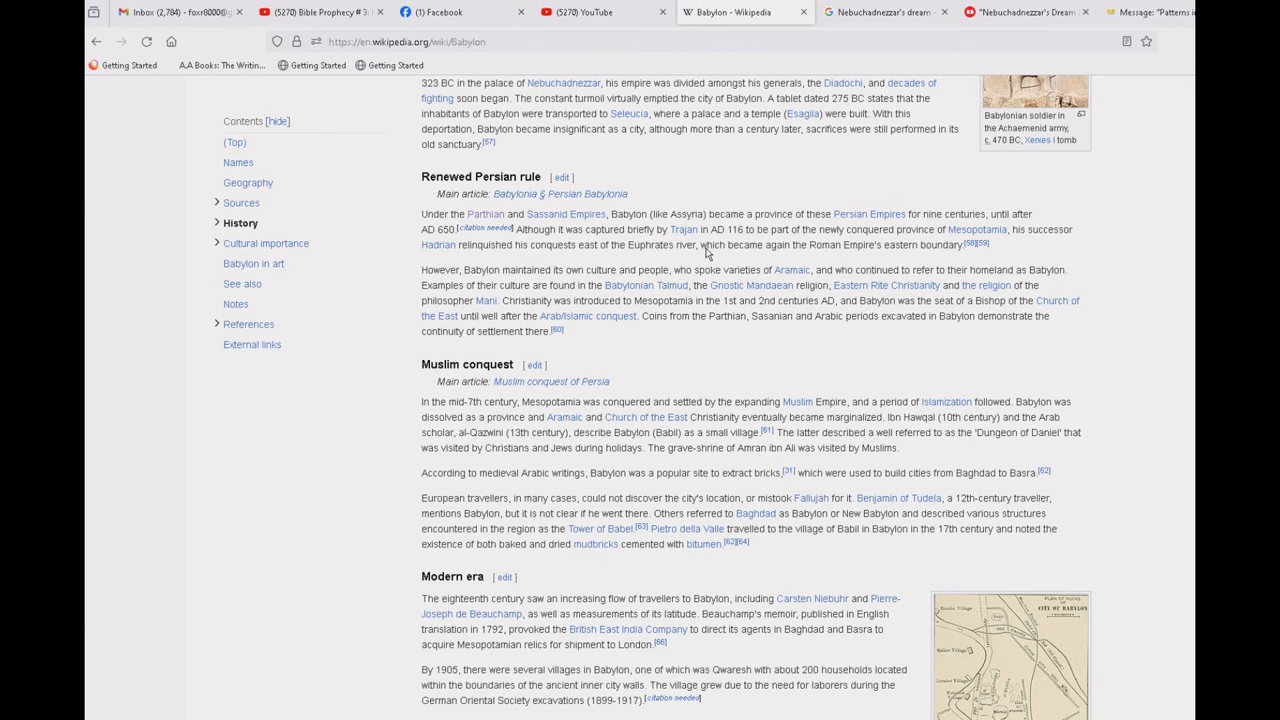 Inbox (2,784) - foxr8000@g
(5270) Bible Prophecy # 3: H
(1) Facebook
(5270) YouTube
Babylon - Wikipedia
Nebuchadnezzar's dream -
"Nebuchadnezzar's Dream
Message: "Patterns in
https://en.wikipedia.org/wiki/Babylon
Getting Started
A.A Books: The Writin...
Getting Started
Getting Started
323 BC in the palace of Nebuchadnezzar, his empire was divided amongst his generals, the Diadochi, and decades of
fighting soon began. The constant turmoil virtually emptied the city of Babylon. A tablet dated 275 BC states that the
inhabitants of Babylon were transported to Seleucia, where a palace and a temple (Esagila) were built. With this
deportation, Babylon became insignificant as a city, although more than a century later, sacrifices were still performed in its
old sanctuary.[57]
Babylonian soldier in
the Achaemenid army,
c. 470 BC, Xerxes I tomb
Contents [hide]
(Top)
Names
Geography
Sources
History
Cultural importance
Babylon in art
See also
Notes
References
External links
Renewed Persian rule [ edit ]
Main article: Babylonia § Persian Babylonia
Under the Parthian and Sassanid Empires, Babylon (like Assyria) became a province of these Persian Empires for nine centuries, until after
AD 650.[citation needed] Although it was captured briefly by Trajan in AD 116 to be part of the newly conquered province of Mesopotamia, his successor
Hadrian relinquished his conquests east of the Euphrates river, which became again the Roman Empire's eastern boundary.[58][59]
However, Babylon maintained its own culture and people, who spoke varieties of Aramaic, and who continued to refer to their homeland as Babylon.
Examples of their culture are found in the Babylonian Talmud, the Gnostic Mandaean religion, Eastern Rite Christianity and the religion of the
philosopher Mani. Christianity was introduced to Mesopotamia in the 1st and 2nd centuries AD, and Babylon was the seat of a Bishop of the Church of
the East until well after the Arab/Islamic conquest. Coins from the Parthian, Sasanian and Arabic periods excavated in Babylon demonstrate the
continuity of settlement there.[60]
Muslim conquest [ edit ]
Main article: Muslim conquest of Persia
In the mid-7th century, Mesopotamia was conquered and settled by the expanding Muslim Empire, and a period of Islamization followed. Babylon was
dissolved as a province and Aramaic and Church of the East Christianity eventually became marginalized. Ibn Hawqal (10th century) and the Arab
scholar, al-Qazwini (13th century), describe Babylon (Babil) as a small village.[61] The latter described a well referred to as the 'Dungeon of Daniel' that
was visited by Christians and Jews during holidays. The grave-shrine of Amran ibn Ali was visited by Muslims.
According to medieval Arabic writings, Babylon was a popular site to extract bricks,[31] which were used to build cities from Baghdad to Basra.[62]
European travellers, in many cases, could not discover the city's location, or mistook Fallujah for it. Benjamin of Tudela, a 12th-century traveller,
mentions Babylon, but it is not clear if he went there. Others referred to Baghdad as Babylon or New Babylon and described various structures
encountered in the region as the Tower of Babel.[63] Pietro della Valle travelled to the village of Babil in Babylon in the 17th century and noted the
existence of both baked and dried mudbricks cemented with bitumen.[62][64]
Modern era [ edit ]
The eighteenth century saw an increasing flow of travellers to Babylon, including Carsten Niebuhr and Pierre-
Joseph de Beauchamp, as well as measurements of its latitude. Beauchamp's memoir, published in English
translation in 1792, provoked the British East India Company to direct its agents in Baghdad and Basra to
acquire Mesopotamian relics for shipment to London.[66]
By 1905, there were several villages in Babylon, one of which was Qwaresh with about 200 households located
within the boundaries of the ancient inner city walls. The village grew due to the need for laborers during the
German Oriental Society excavations (1899-1917).[citation needed]
PLAN OF RUINS
OF
CITY OF BABYLON